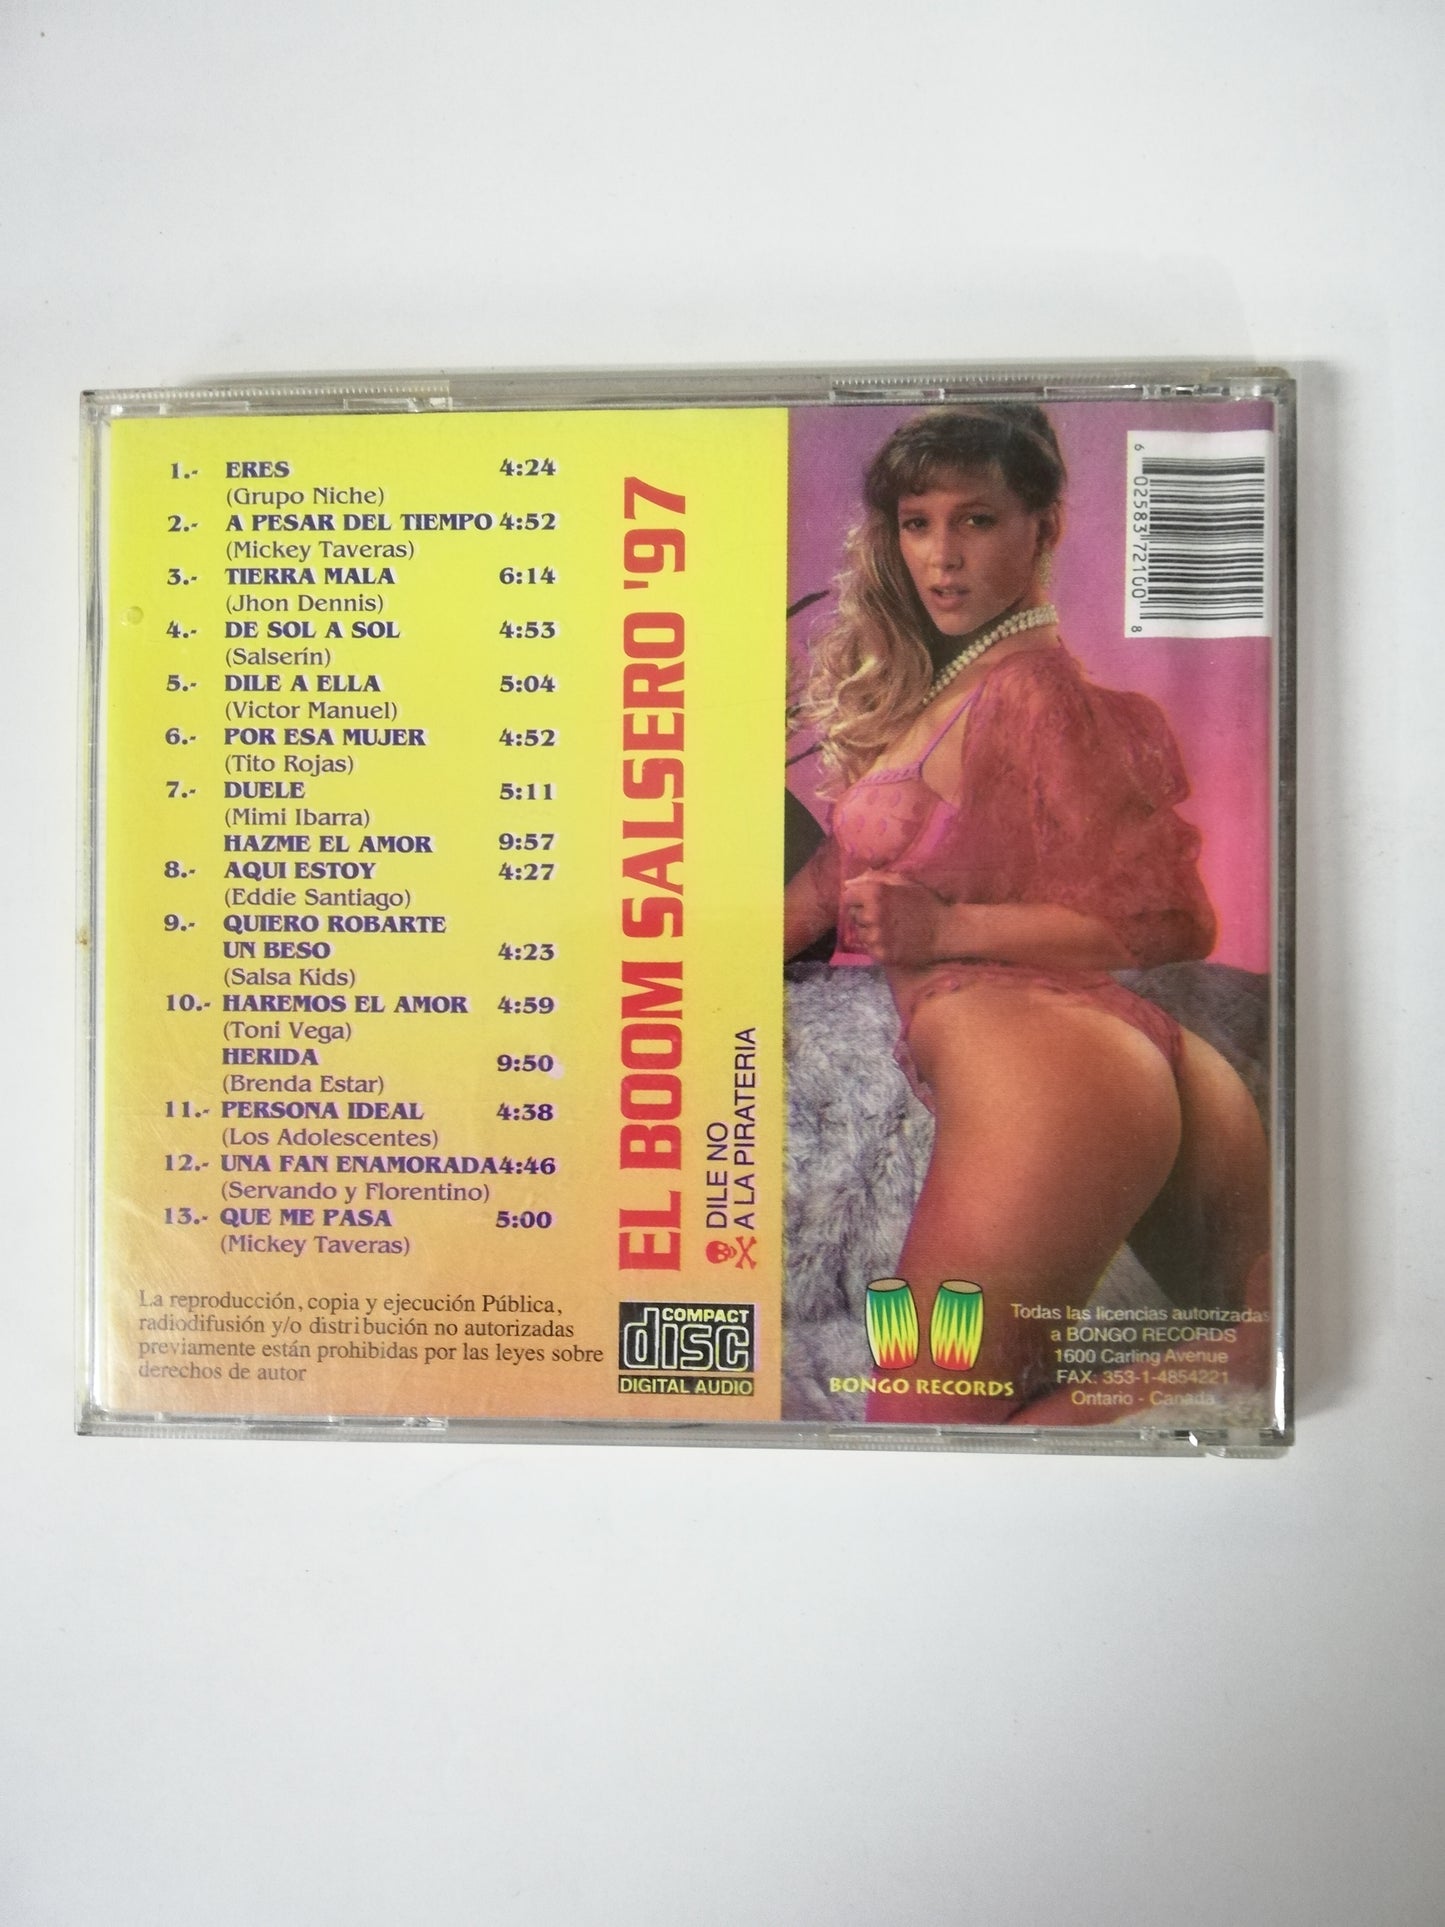 1.- ERES 4:24
(Grupo Niche)
2.- A PESAR DEL TIEMPO 4:52
(Mickey Taveras)
3.- TIERRA MALA 6:14
(Jhon Dennis)
4.- DE SOL A SOL 4:53
(Salserín)
5.- DILE A ELLA 5:04
(Victor Manuel)
6.- POR ESA MUJER 4:52
(Tito Rojas)
7.- DUELE 5:11
(Mimi Ibarra)
HAZME EL AMOR 9:57
8.- AQUI ESTOY 4:27
(Eddie Santiago)
9.- QUIERO ROBARTE
UN BESO 4:23
(Salsa Kids)
10.- HAREMOS EL AMOR 4:59
(Toni Vega)
HERIDA 9:50
(Brenda Estar)
11.- PERSONA IDEAL 4:38
(Los Adolescentes)
12.- UNA FAN ENAMORADA 4:46
(Servando y Florentino)
13.- QUE ME PASA 5:00
(Mickey Taveras)
La reproducción, copia y ejecución Pública,
radiodifusión y/o distribución no autorizadas
previamente están prohibidas por las leyes sobre
derechos de autor
EL BOOM SALSERO '97
DILE NO
A LA PIRATERIA
COMPACT
disc
DIGITAL AUDIO
6 02583 72100 8
BONGO RECORDS
Todas las licencias autorizadas
a BONGO RECORDS
1600 Carling Avenue
FAX: 353-1-4854221
Ontario - Canada